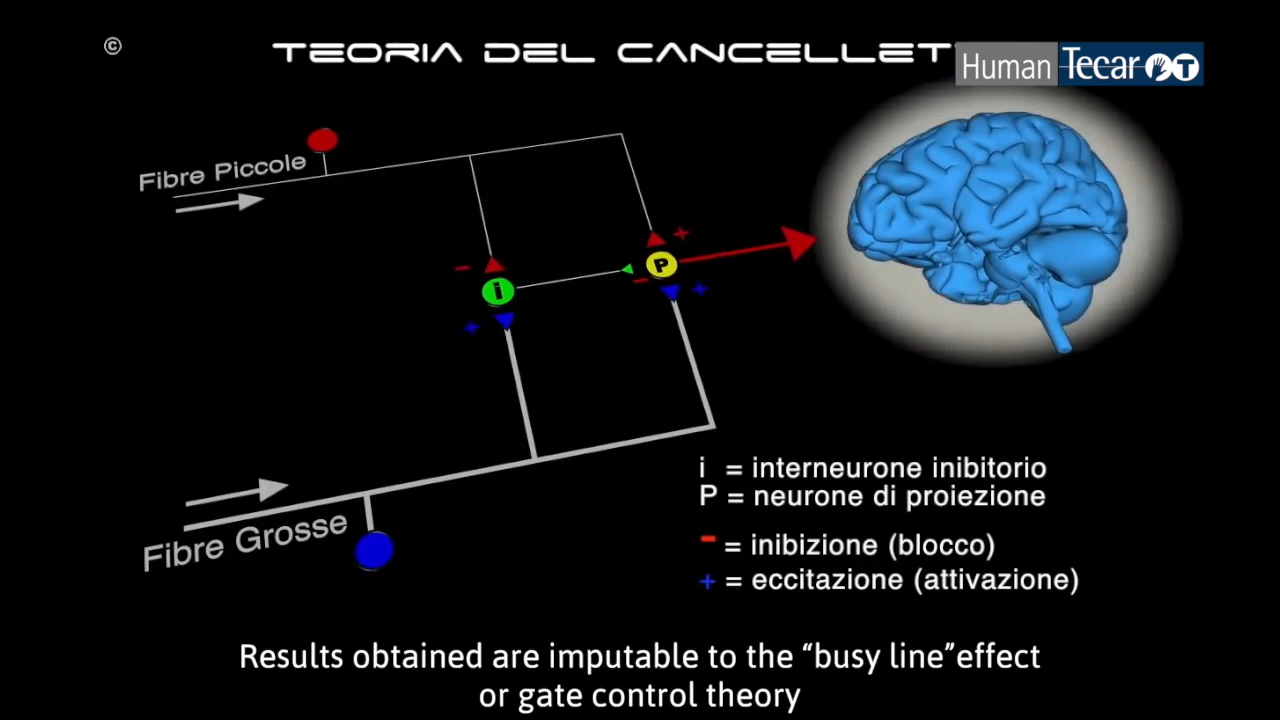 ©
TEORIA DEL CANCELLET
Human Tecar
Fibre Piccole
+
-
P
-
i
+
+
Fibre Grosse
i = interneurone inibitorio
P = neurone di proiezione
- = inibizione (blocco)
+ = eccitazione (attivazione)
Results obtained are imputable to the “busy line”effect
or gate control theory